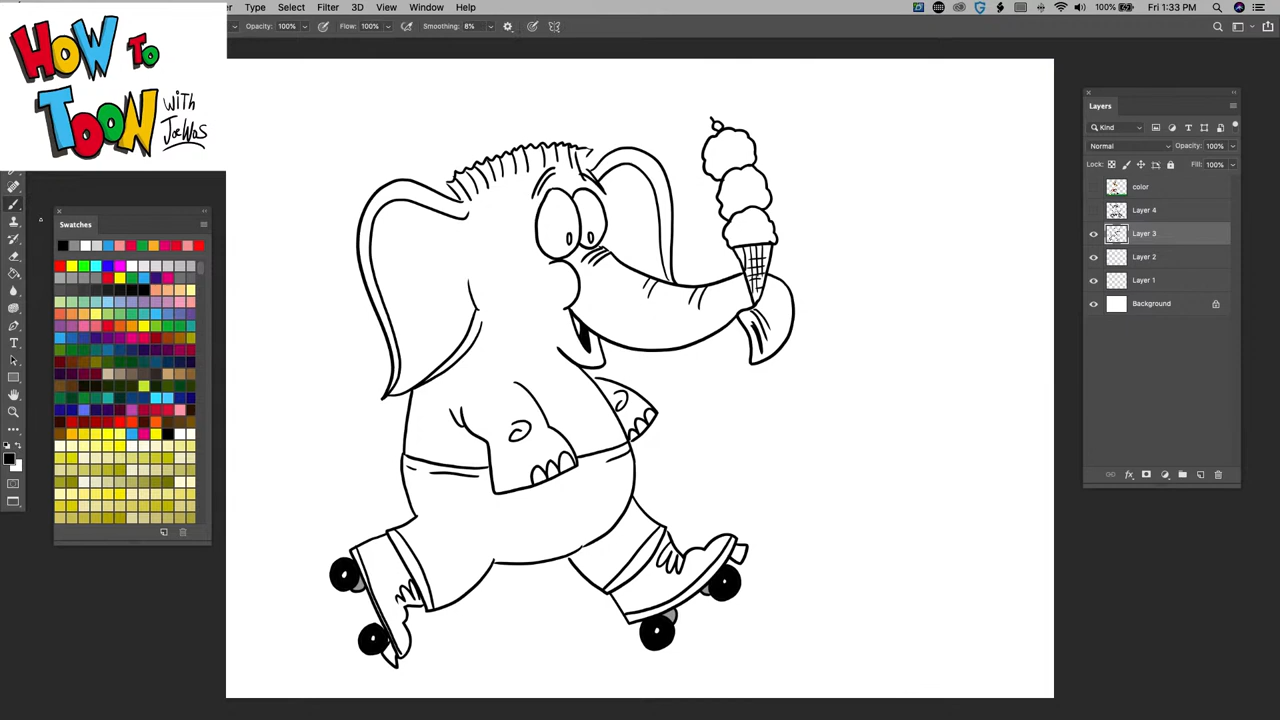 Type Select Filter 3D View Window Help 100% Fri 1:33 PM
Opacity: 100% Flow: 100% Smoothing: 8%
HOW TO
TOON
WITH
JOEWOS
Swatches
Layers
Kind
Normal Opacity: 100%
Lock: Fill: 100%
color
Layer 4
Layer 3
Layer 2
Layer 1
Background
fx